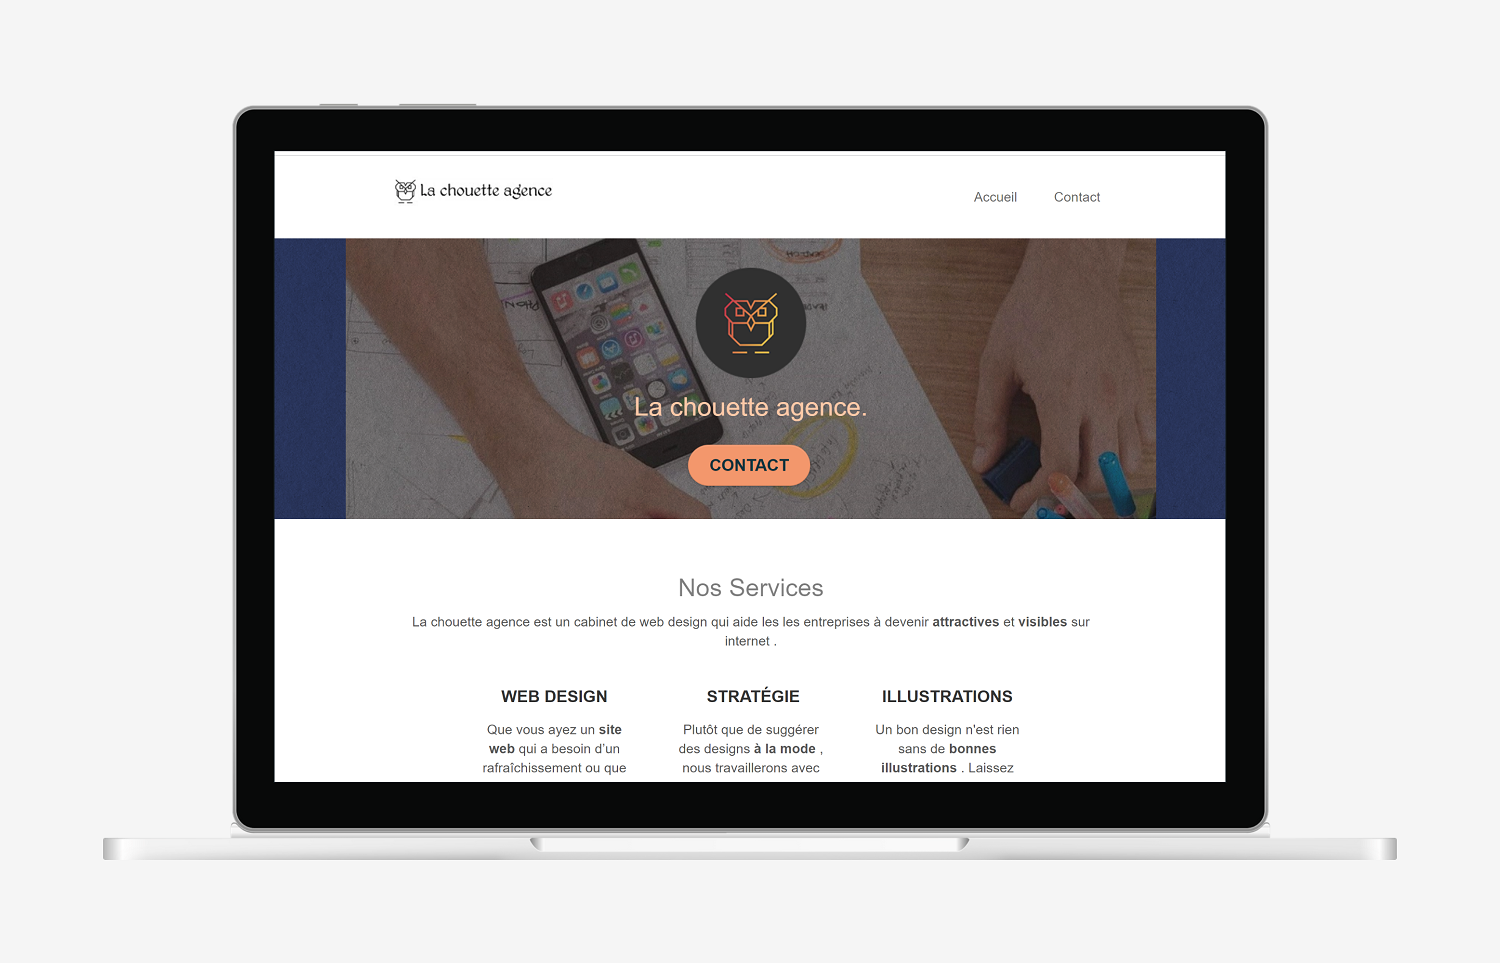 La chouette agence
Accueil
Contact
La chouette agence.
CONTACT
Nos Services
La chouette agence est un cabinet de web design qui aide les les entreprises à devenir attractives et visibles sur
internet .
WEB DESIGN
Que vous ayez un site
web qui a besoin d'un
rafraîchissement ou que
STRATÉGIE
Plutôt que de suggérer
des designs à la mode ,
nous travaillerons avec
ILLUSTRATIONS
Un bon design n'est rien
sans de bonnes
illustrations . Laissez